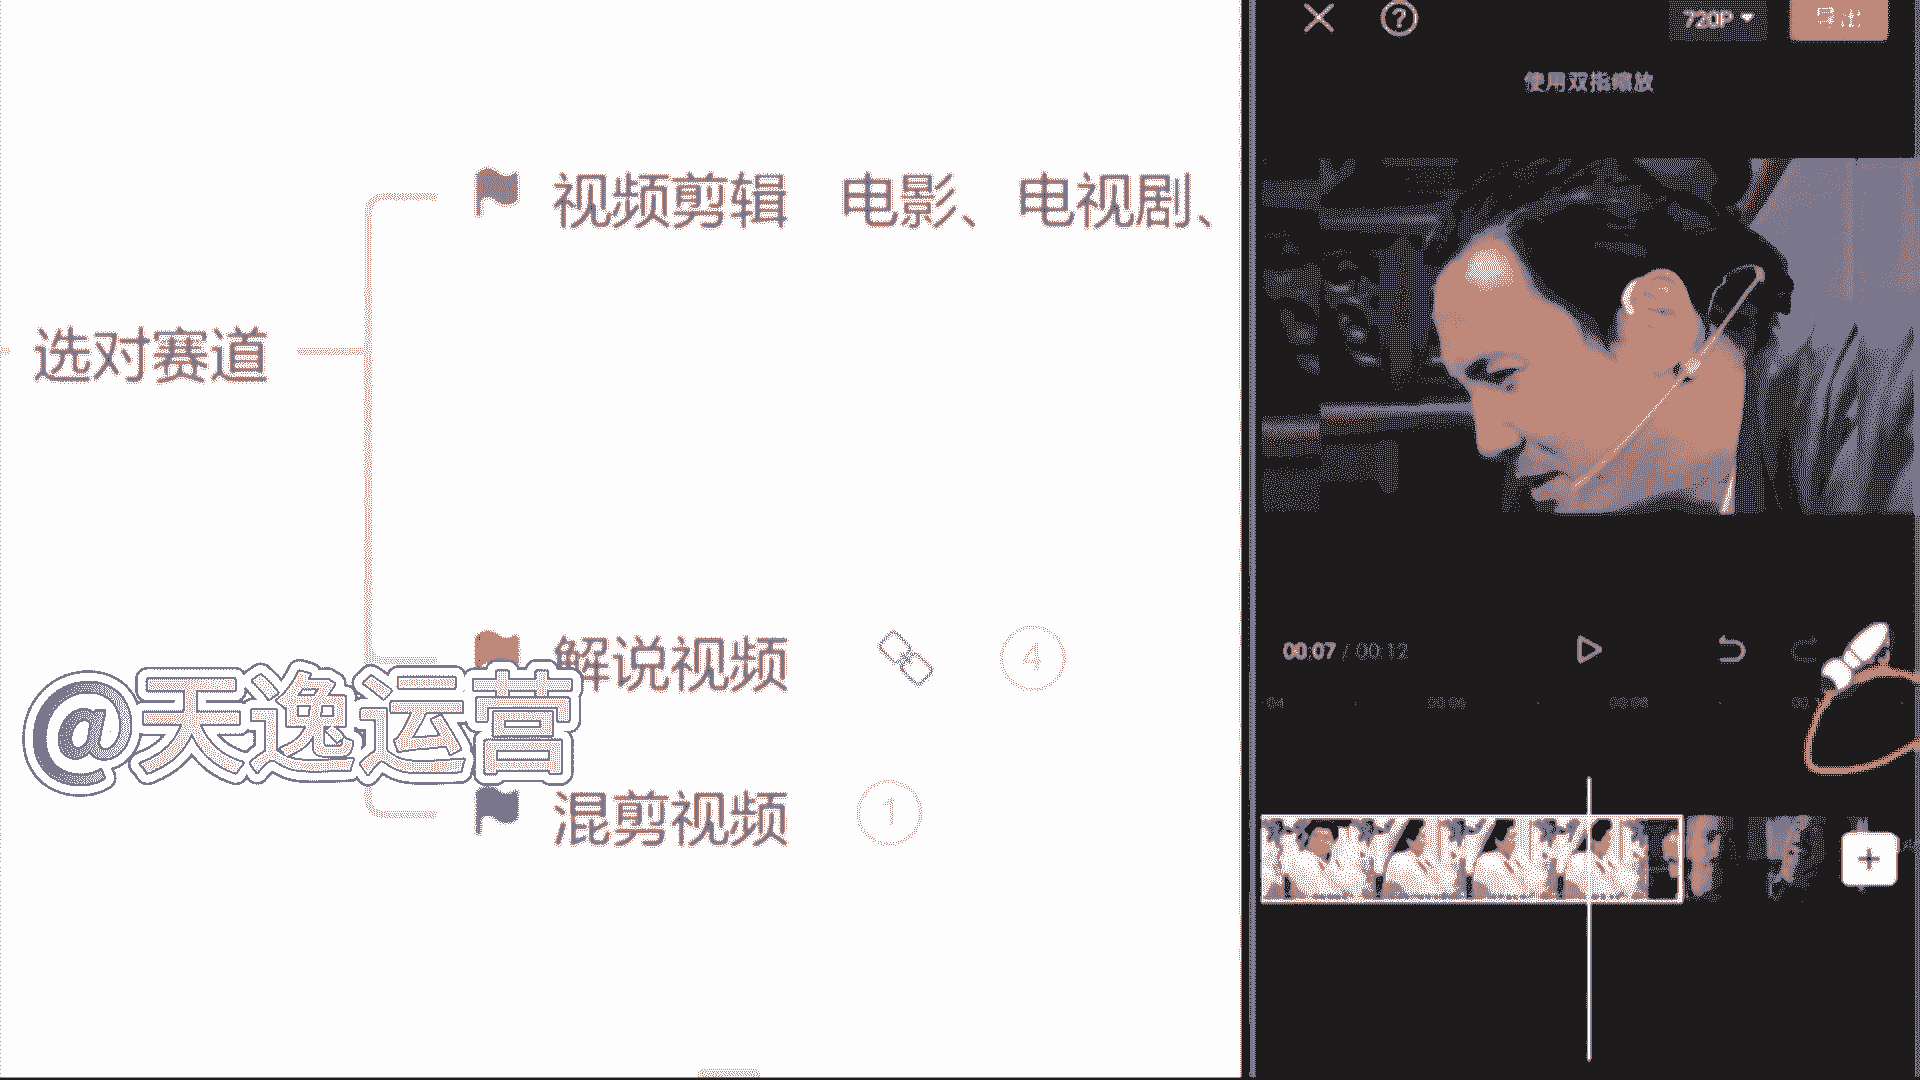 视频剪辑 电影、电视剧、
选对赛道
解说视频 4
@天逸运营
混剪视频 1
720P
导出
使用双指缩放
00:07 / 00:12